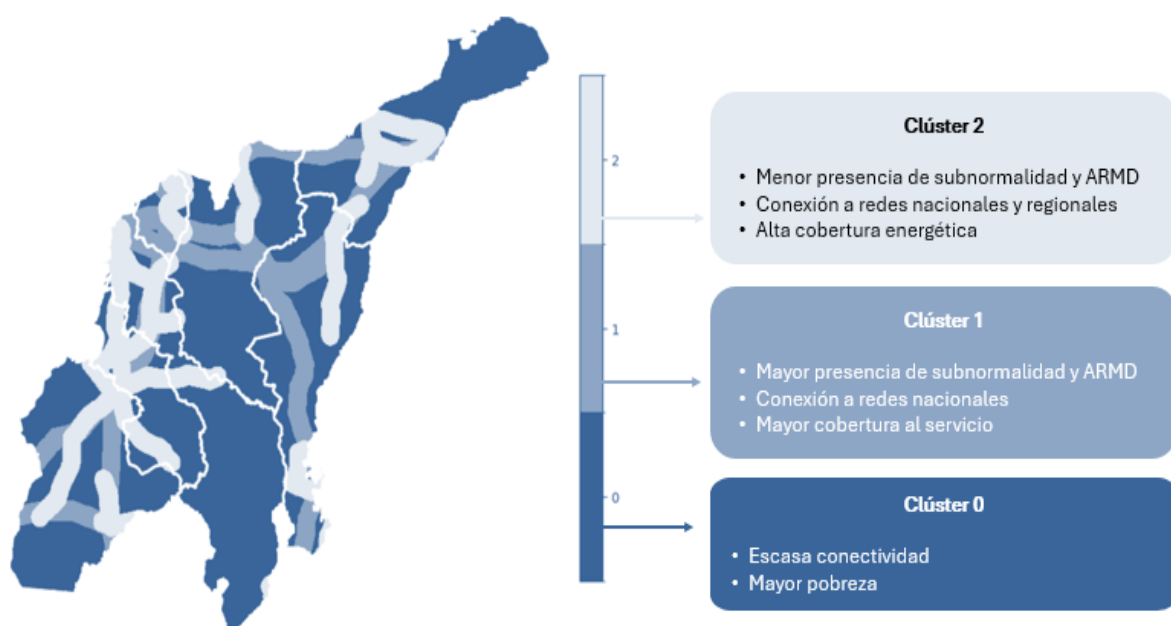 Clúster 2
• Menor presencia de subnormalidad y ARMD
• Conexión a redes nacionales y regionales
• Alta cobertura energética
2
Clúster 1
• Mayor presencia de subnormalidad y ARMD
• Conexión a redes nacionales
• Mayor cobertura al servicio
1
Clúster 0
• Escasa conectividad
• Mayor pobreza
0